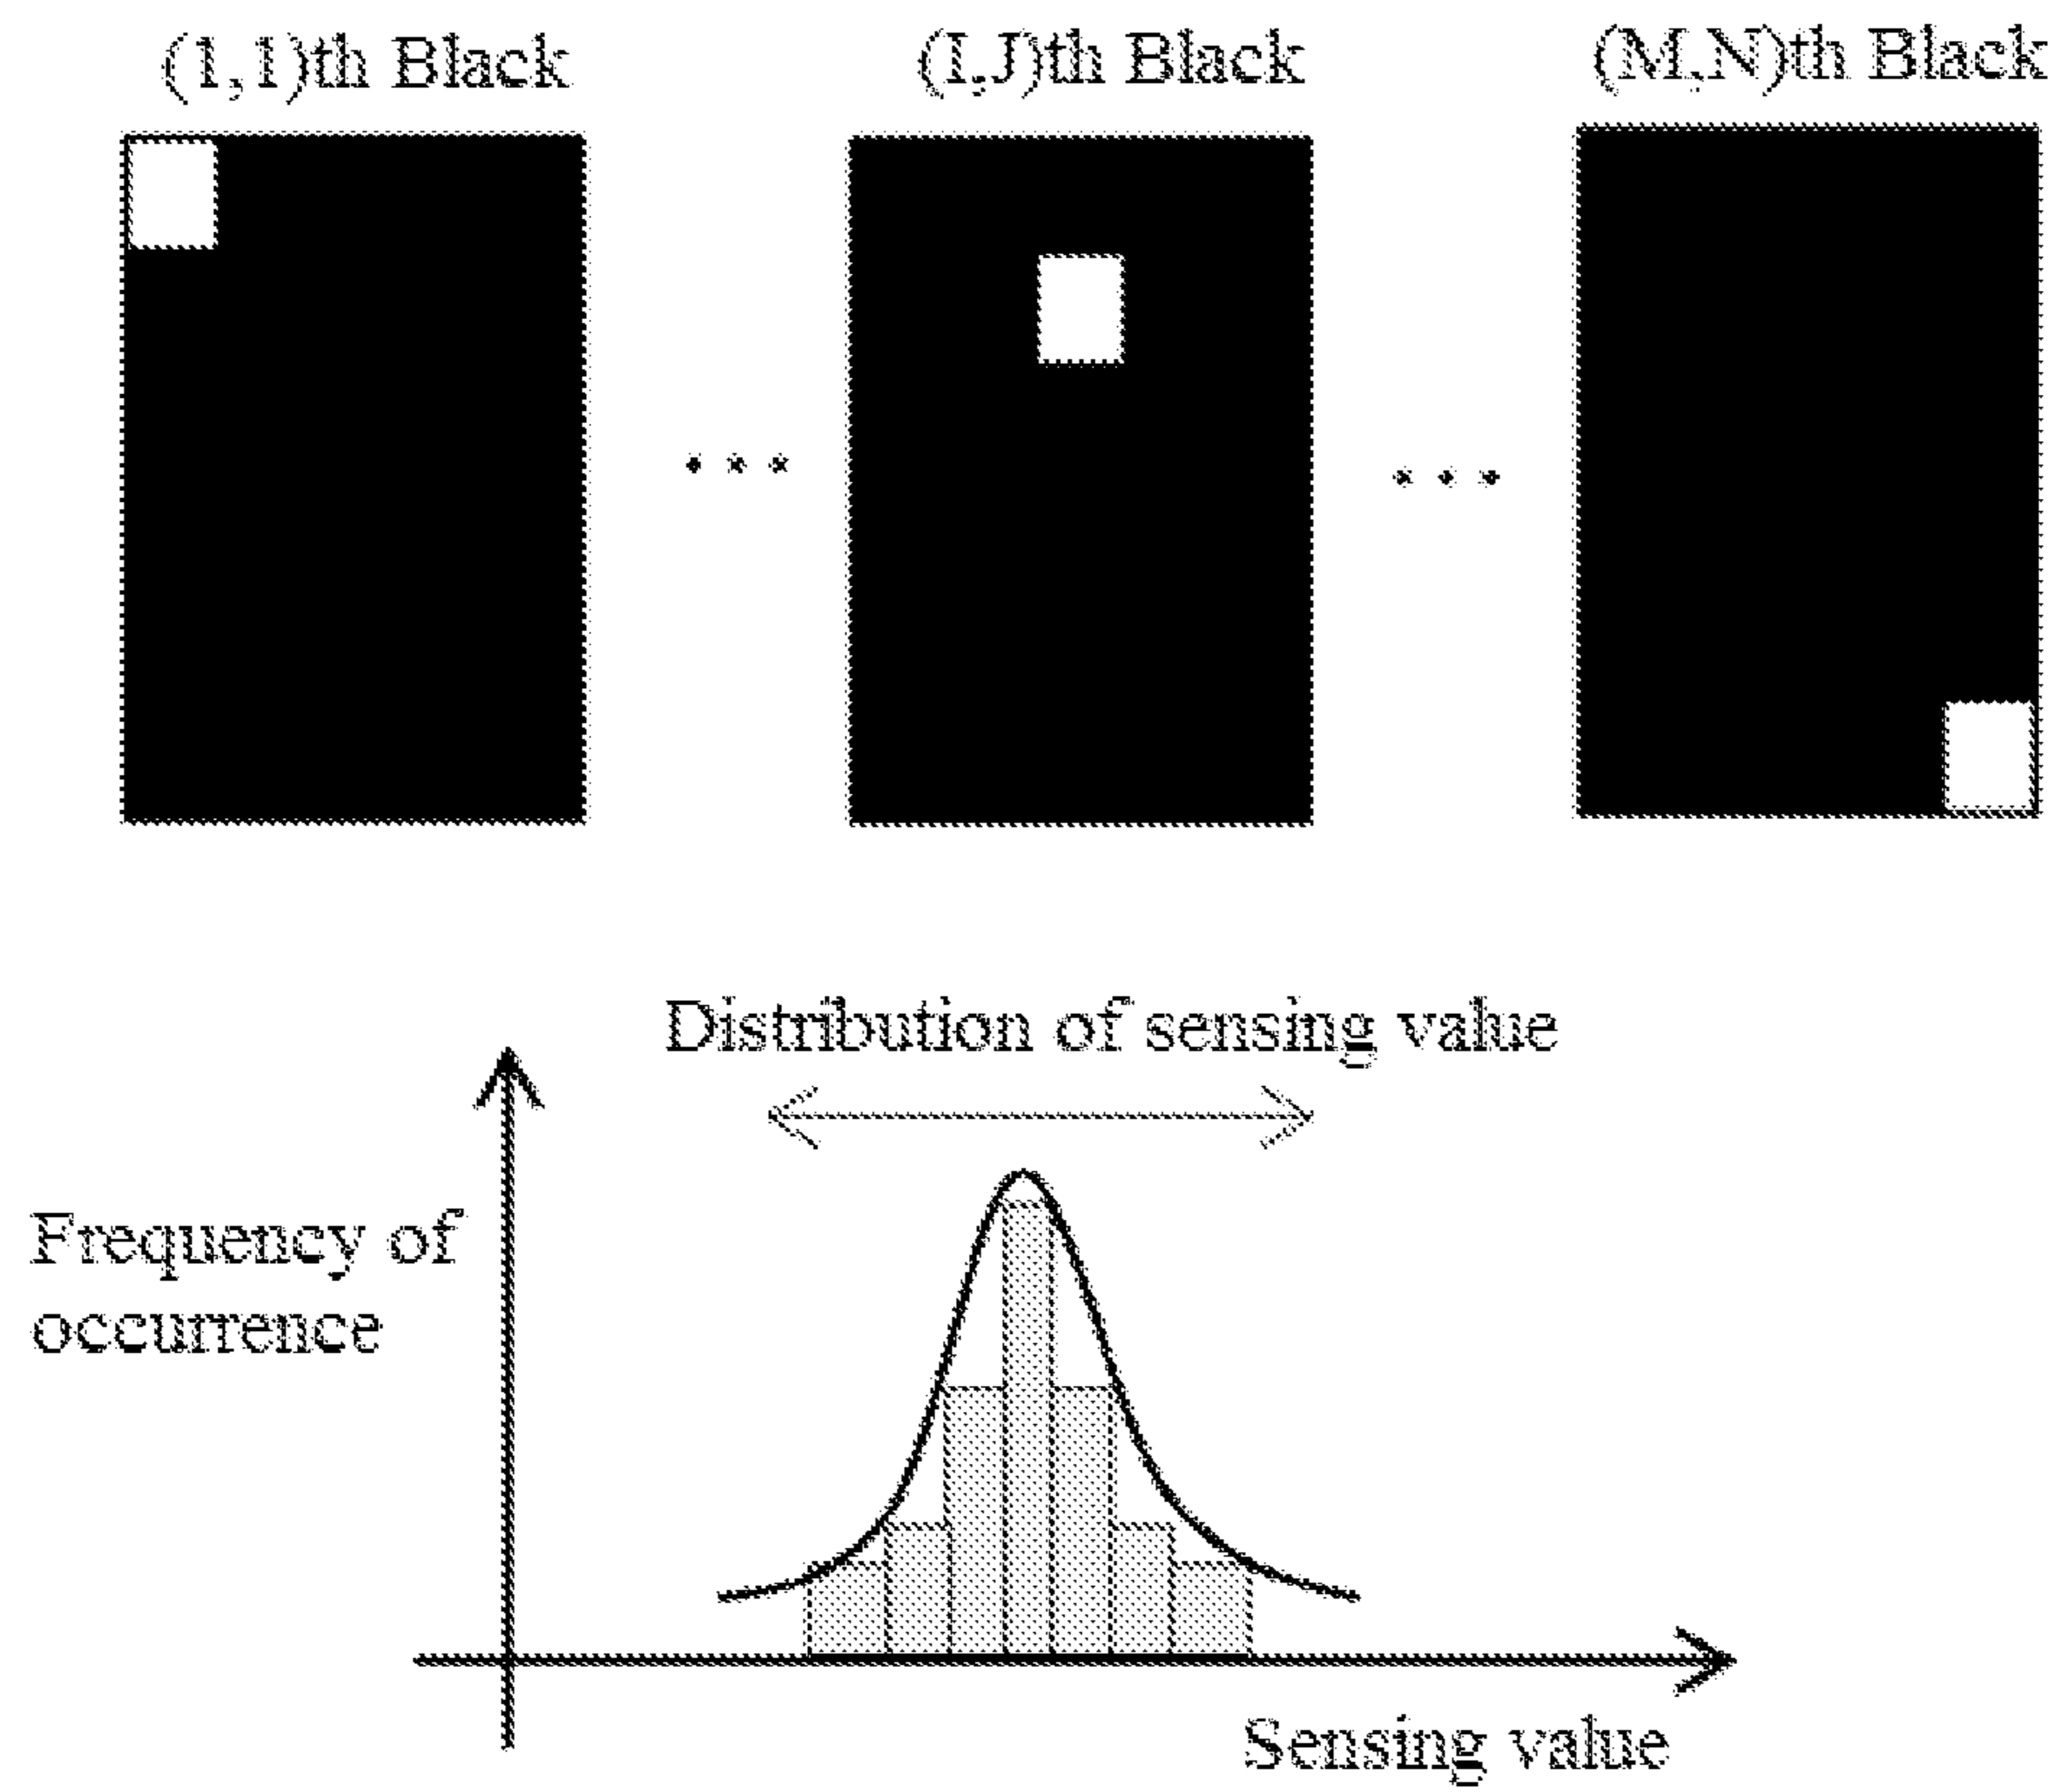 (1,1)th Black
(I,J)th Black
(M,N)th Black
Distribution of sensing value
Frequency of
occurrence
Sensing value